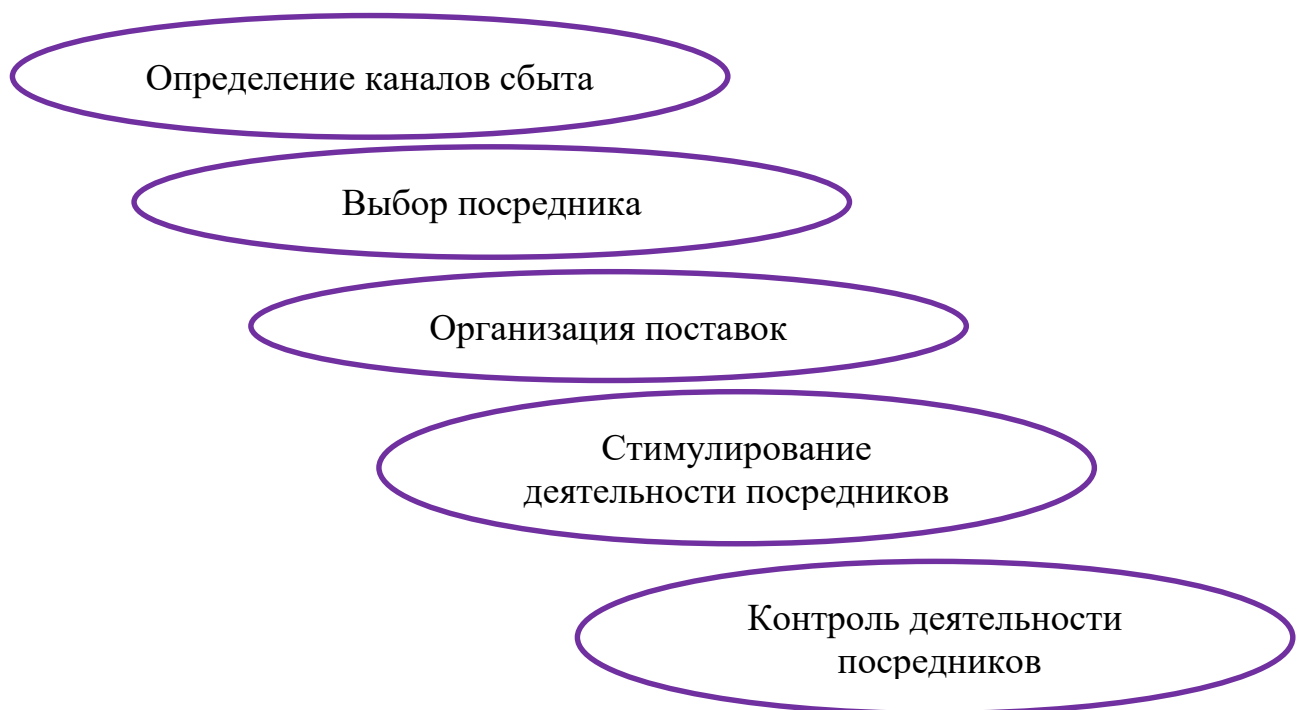 Определение каналов сбыта
Выбор посредника
Организация поставок
Стимулирование
деятельности посредников
Контроль деятельности
посредников